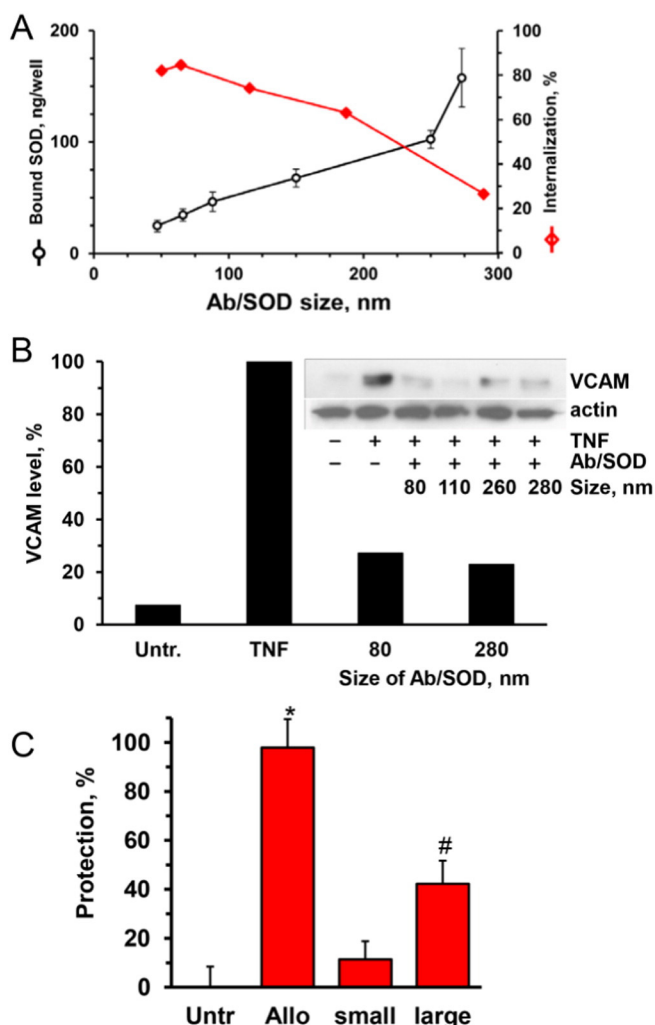 A
200
100
0
Bound SOD, ng/well
100
80
60
40
20
0
Internalization, %
0 100 200 300
Ab/SOD size, nm
B
100
80
60
40
20
0
VCAM level, %
VCAM
actin
– + + + + + TNF
– – + + + + Ab/SOD
80 110 260 280 Size, nm
Untr. TNF 80 280
Size of Ab/SOD, nm
C
100
80
60
40
20
0
Protection, %
*
#
Untr Allo small large